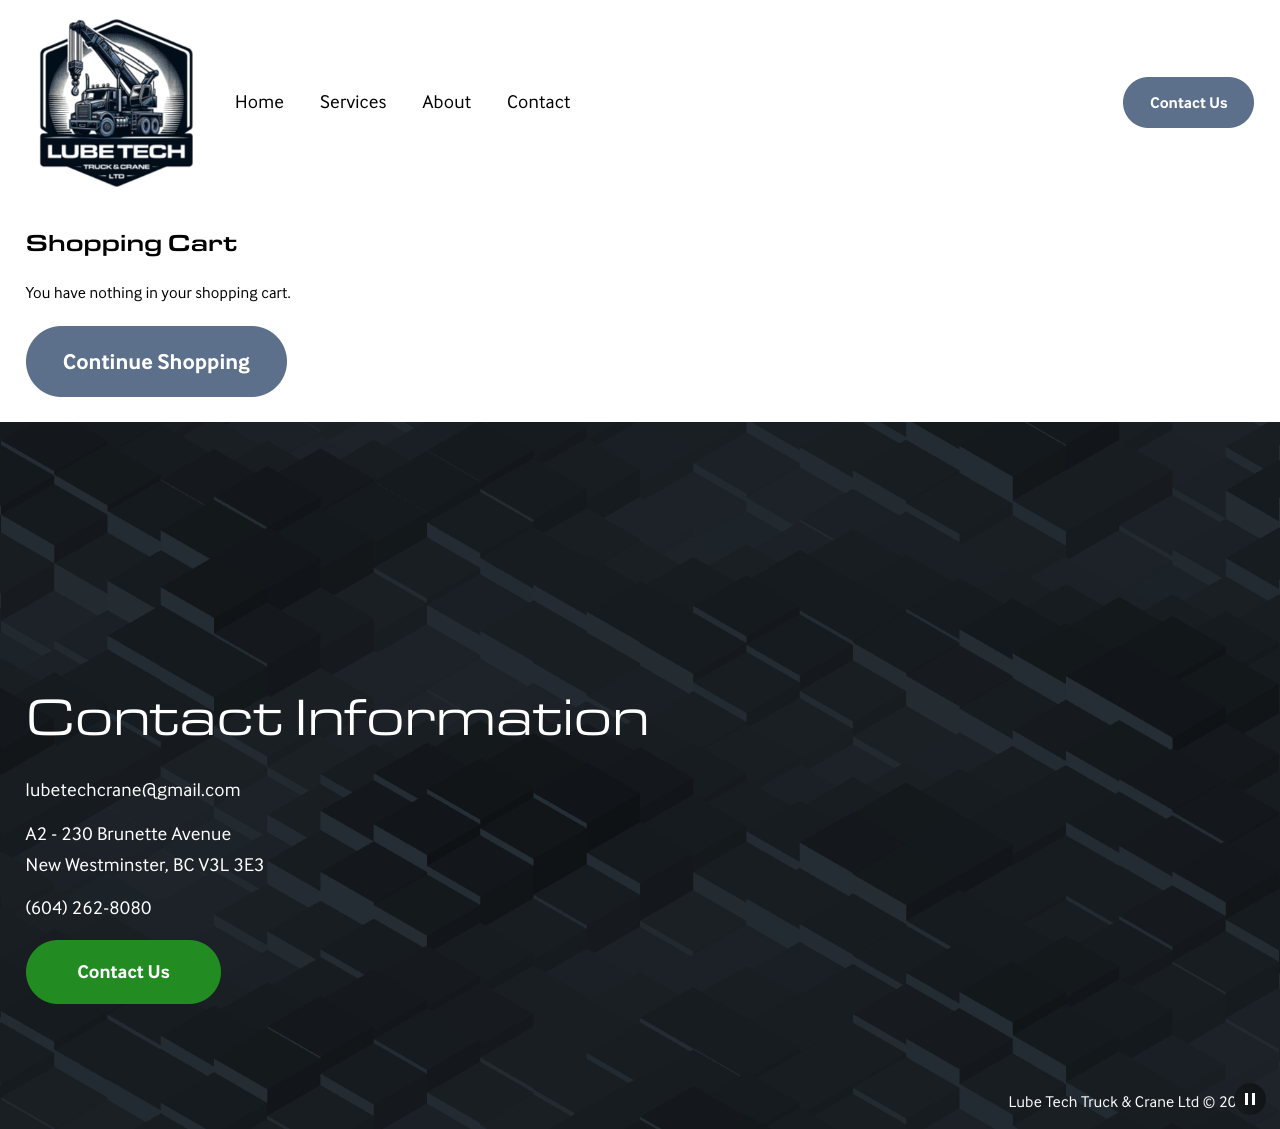 LUBE TECH
TRUCK & CRANE
LTD
Home Services About Contact
Contact Us
Shopping Cart
You have nothing in your shopping cart.
Continue Shopping
Contact Information
lubetechcrane@gmail.com
A2 - 230 Brunette Avenue
New Westminster, BC V3L 3E3
(604) 262-8080
Contact Us
Lube Tech Truck & Crane Ltd ©